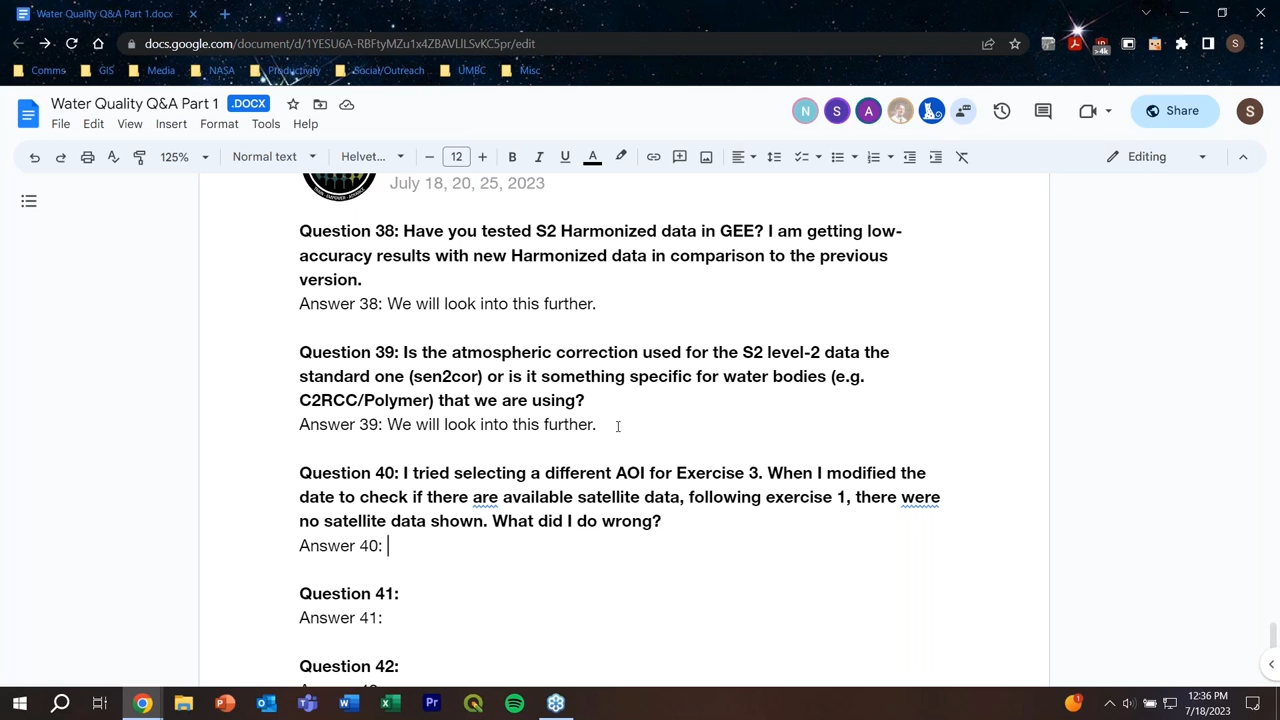 Water Quality Q&A Part 1.docx
docs.google.com/document/d/1YESU6A-RBFtyMZu1x4ZBAVLlLSvKC5pr/edit
>4k
S
Comms GIS Media NASA Productivity Social/Outreach UMBC Misc
Water Quality Q&A Part 1 .DOCX
N S A Share S
File Edit View Insert Format Tools Help
125% Normal text Helvet... 12 B I U A Editing
July 18, 20, 25, 2023
Question 38: Have you tested S2 Harmonized data in GEE? I am getting low-
accuracy results with new Harmonized data in comparison to the previous
version.
Answer 38: We will look into this further.
Question 39: Is the atmospheric correction used for the S2 level-2 data the
standard one (sen2cor) or is it something specific for water bodies (e.g.
C2RCC/Polymer) that we are using?
Answer 39: We will look into this further.
Question 40: I tried selecting a different AOI for Exercise 3. When I modified the
date to check if there are available satellite data, following exercise 1, there were
no satellite data shown. What did I do wrong?
Answer 40:
Question 41:
Answer 41:
Question 42:
12:36 PM
7/18/2023